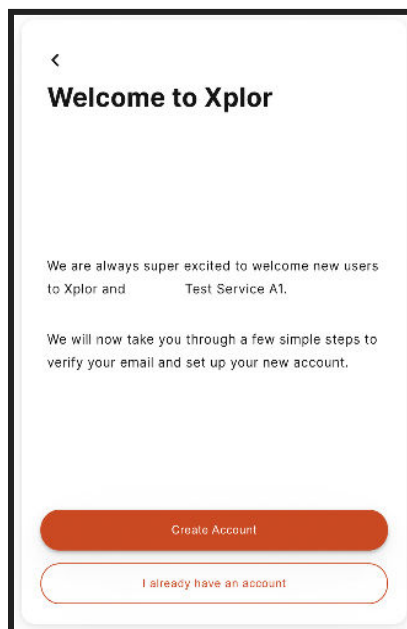 Welcome to Xplor
We are always super excited to welcome new users
to Xplor and Test Service A1.
We will now take you through a few simple steps to
verify your email and set up your new account.
Create Account
I already have an account